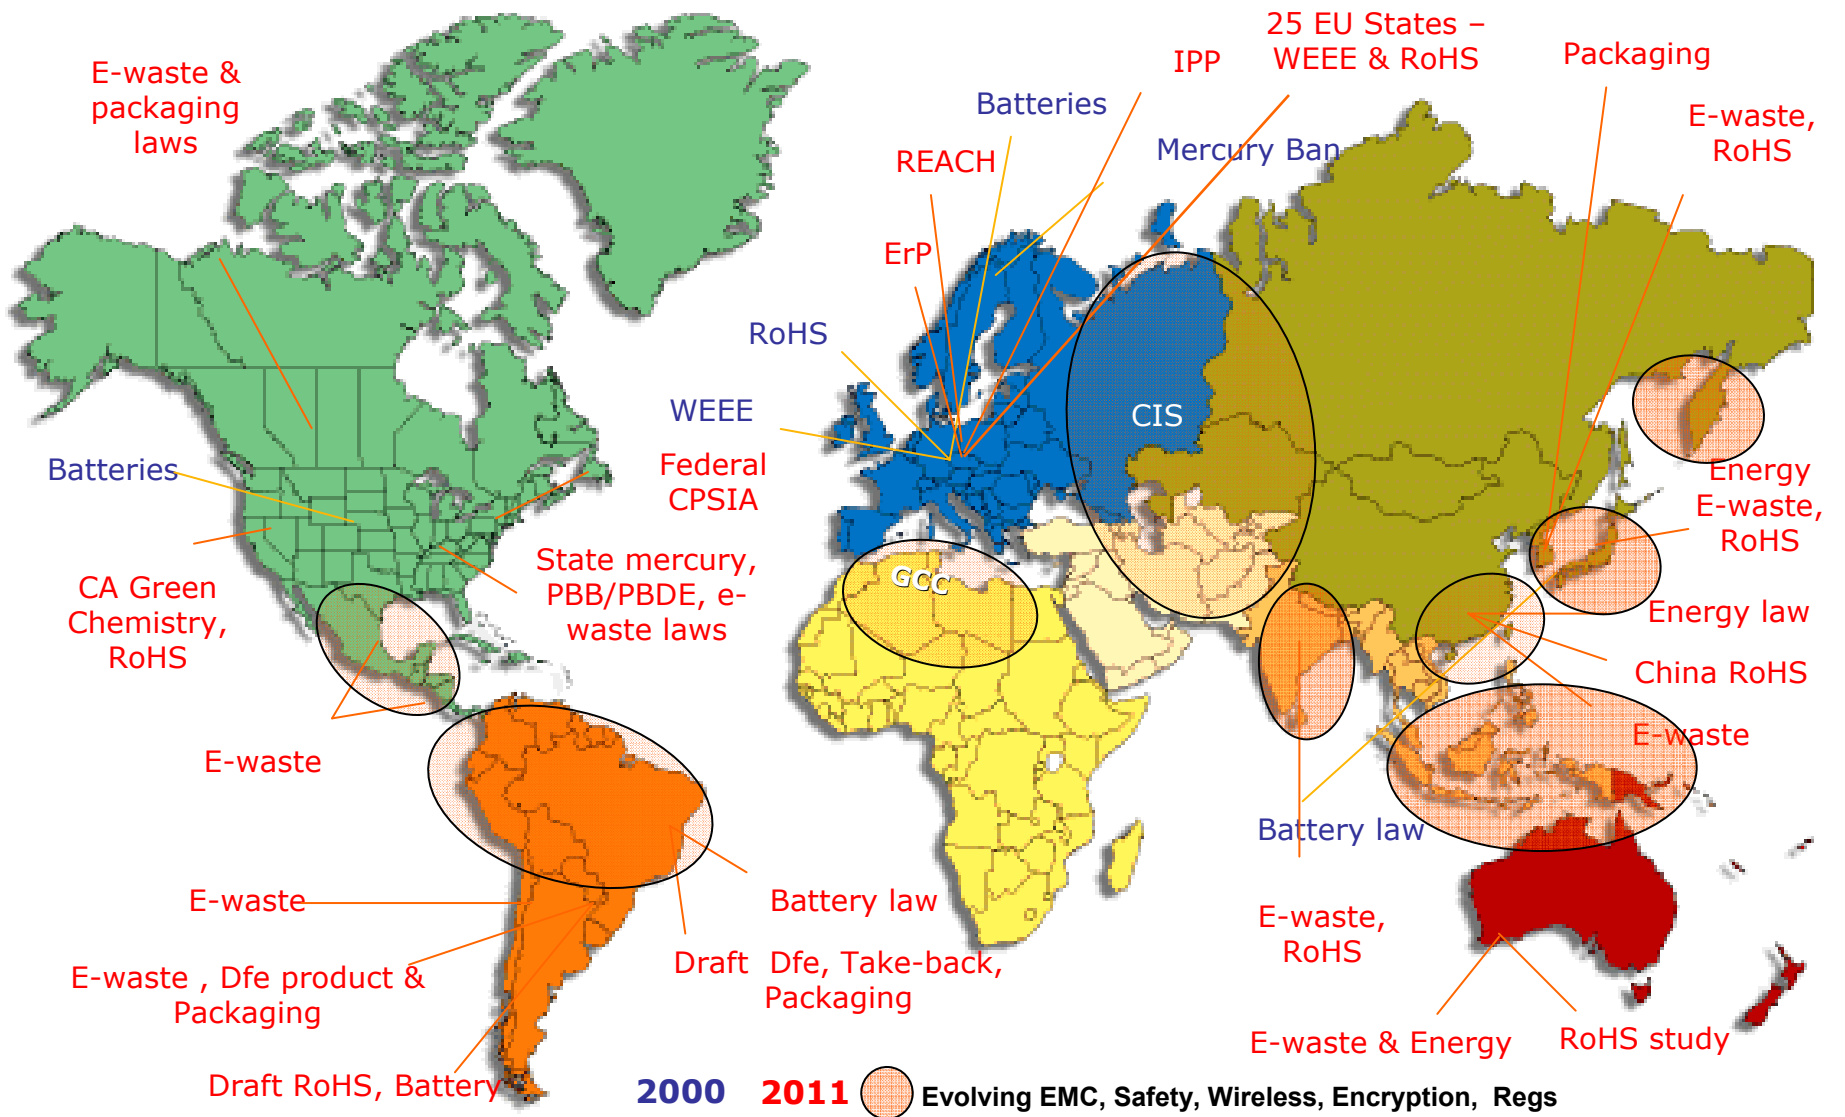 E-waste &
packaging
laws
25 EU States –
WEEE & RoHS
IPP
Packaging
Batteries
E-waste,
RoHS
Mercury Ban
REACH
ErP
RoHS
WEEE
CIS
Batteries
Federal
CPSIA
Energy
E-waste,
RoHS
GCC
State mercury,
PBB/PBDE, e-
waste laws
CA Green
Chemistry,
RoHS
Energy law
China RoHS
E-waste
E-waste
Battery law
E-waste
Battery law
E-waste,
RoHS
Draft Dfe, Take-back,
Packaging
E-waste , Dfe product &
Packaging
E-waste & Energy
RoHS study
Draft RoHS, Battery
2000 2011 Evolving EMC, Safety, Wireless, Encryption, Regs